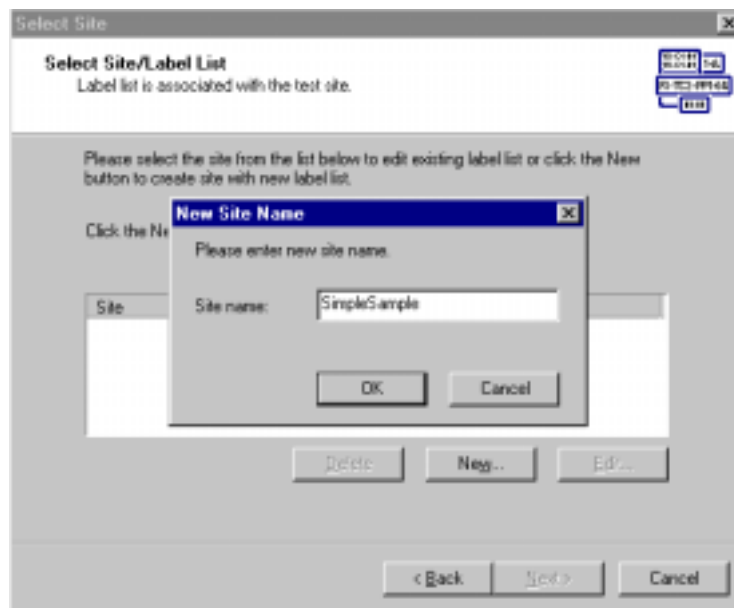 Select Site
Select Site/Label List
Label list is associated with the test site.
Please select the site from the list below to edit existing label list or click the New
button to create site with new label list.
Click the Ne
New Site Name
Please enter new site name.
Site name:
SimpleSample
OK
Cancel
Site
Delete
New...
Edit...
< Back
Next >
Cancel